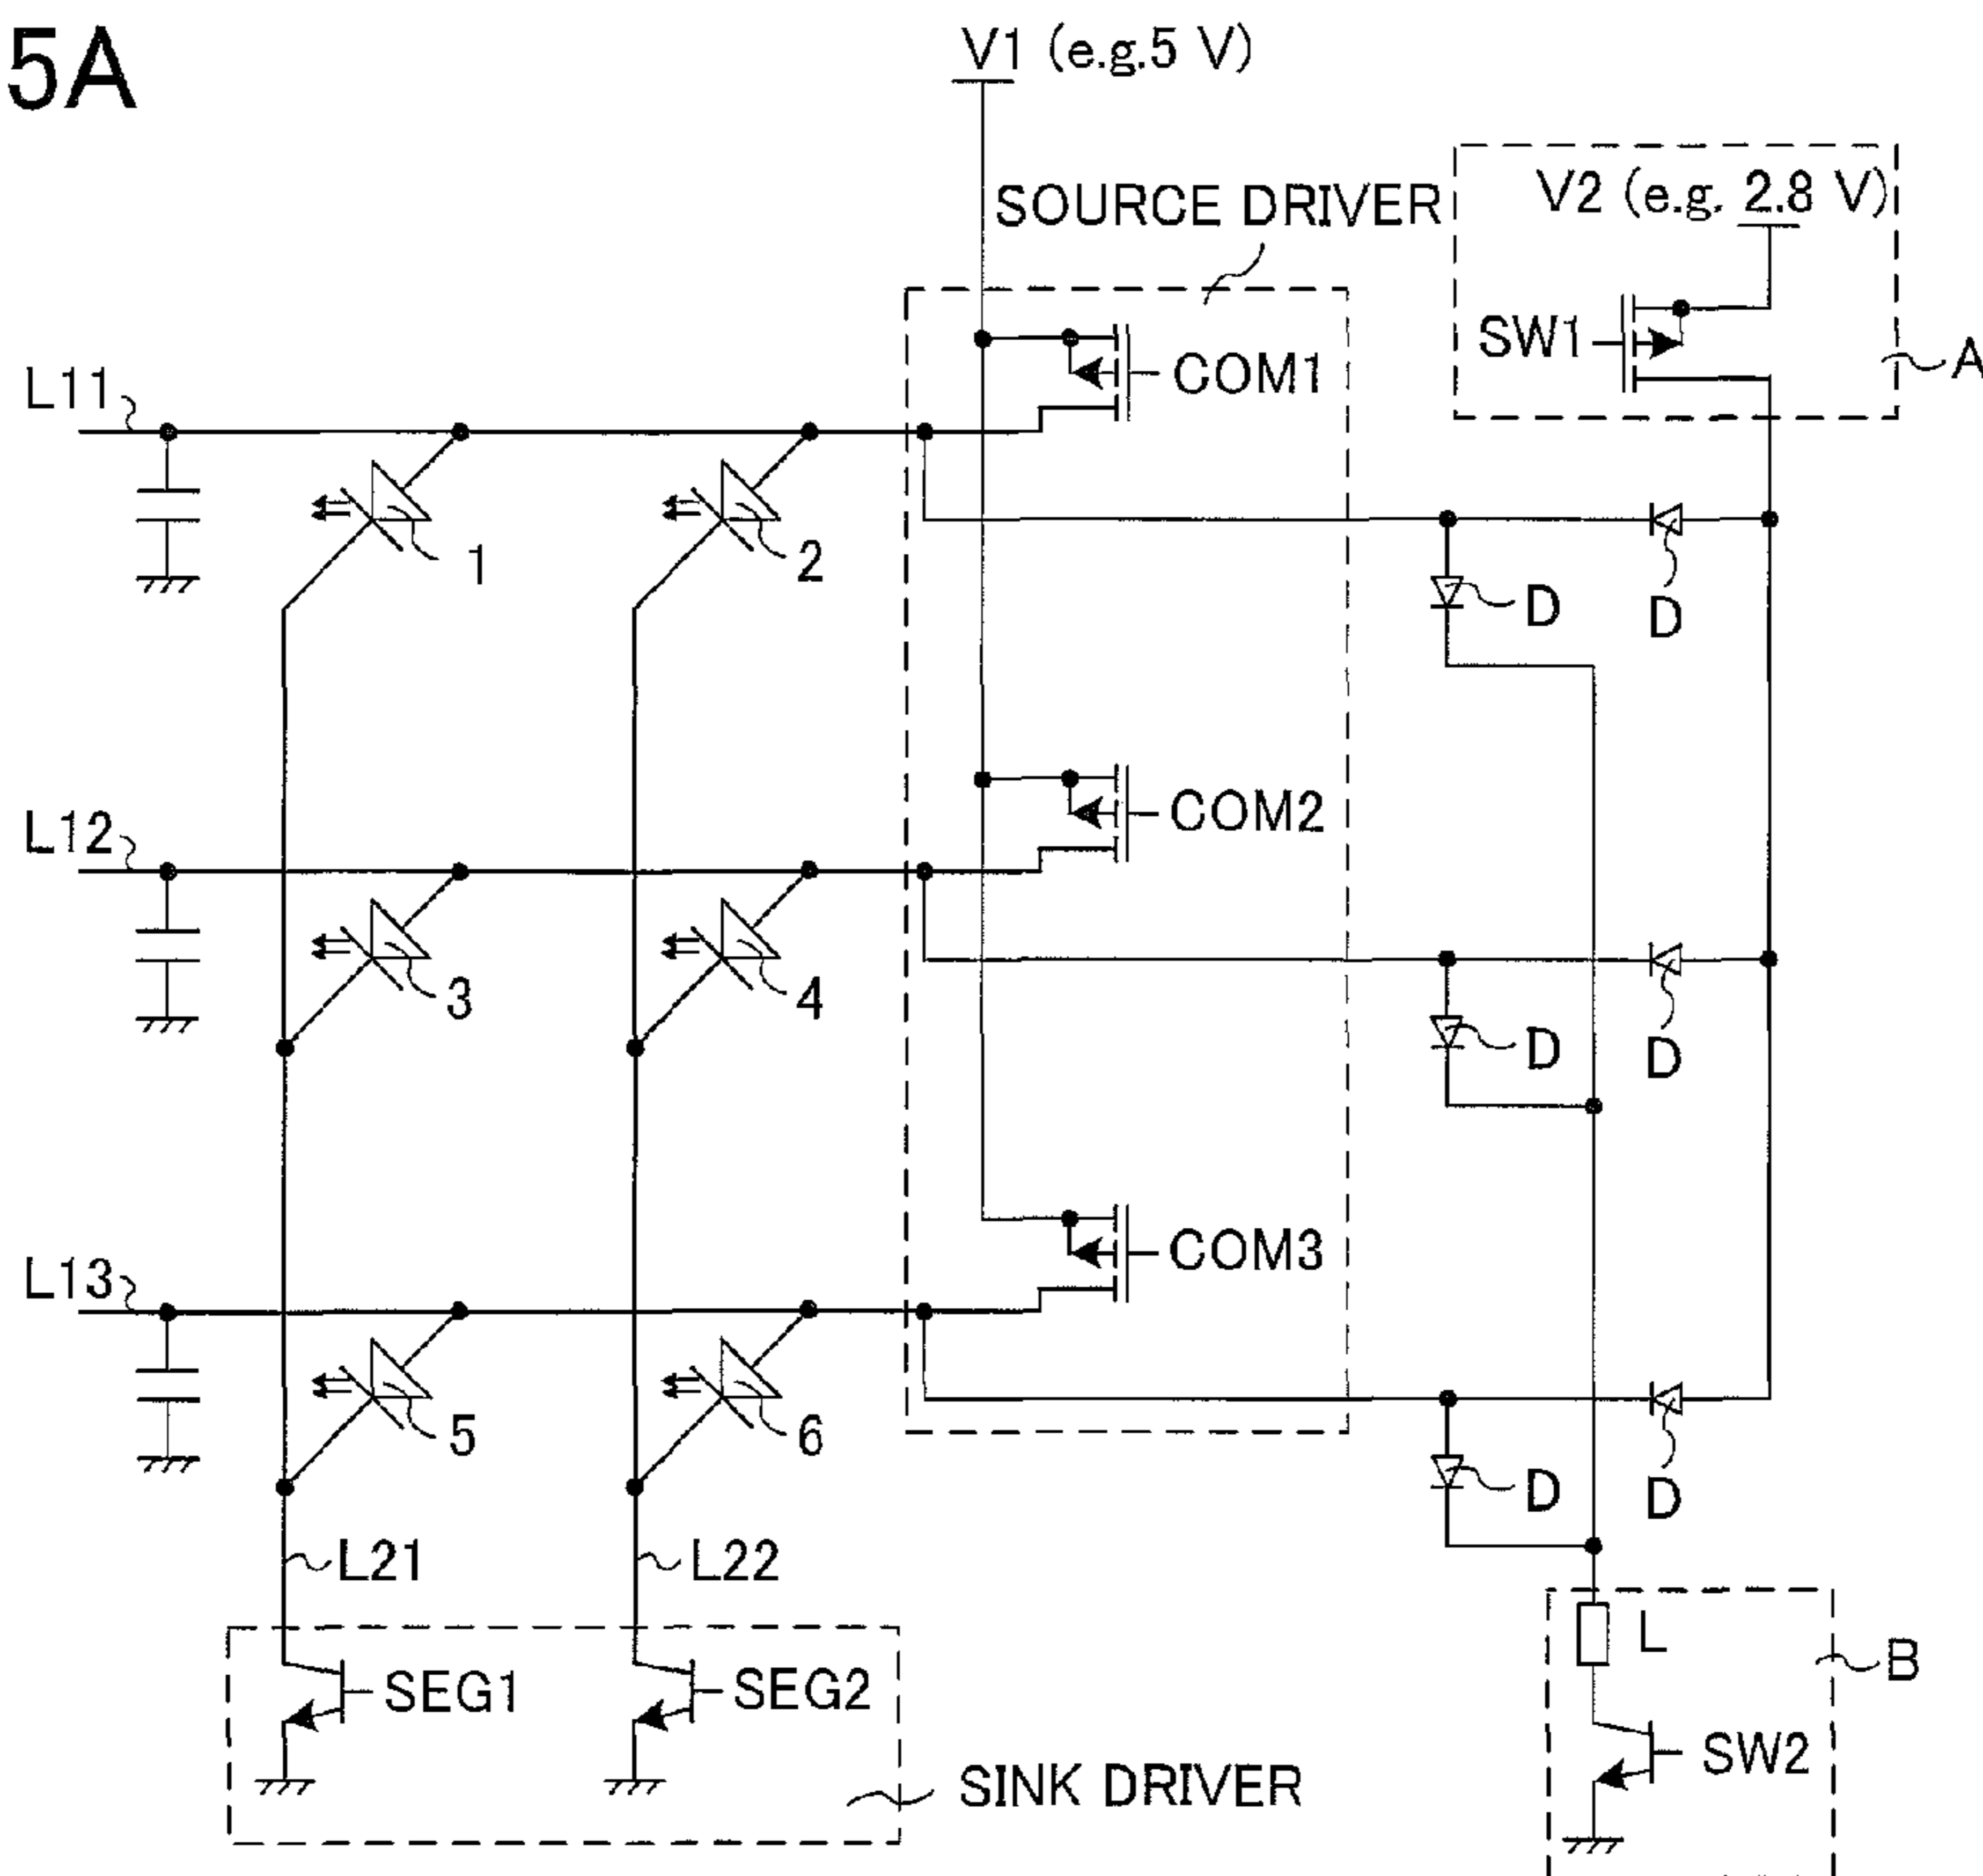 5A
V1 (e.g.5 V)
V2 (e.g. 2.8 V)
SOURCE DRIVER
SW1
A
COM1
L11
1
2
D
D
COM2
L12
3
4
D
D
COM3
L13
5
6
D
D
L21
L22
L
B
SEG1
SEG2
SW2
SINK DRIVER